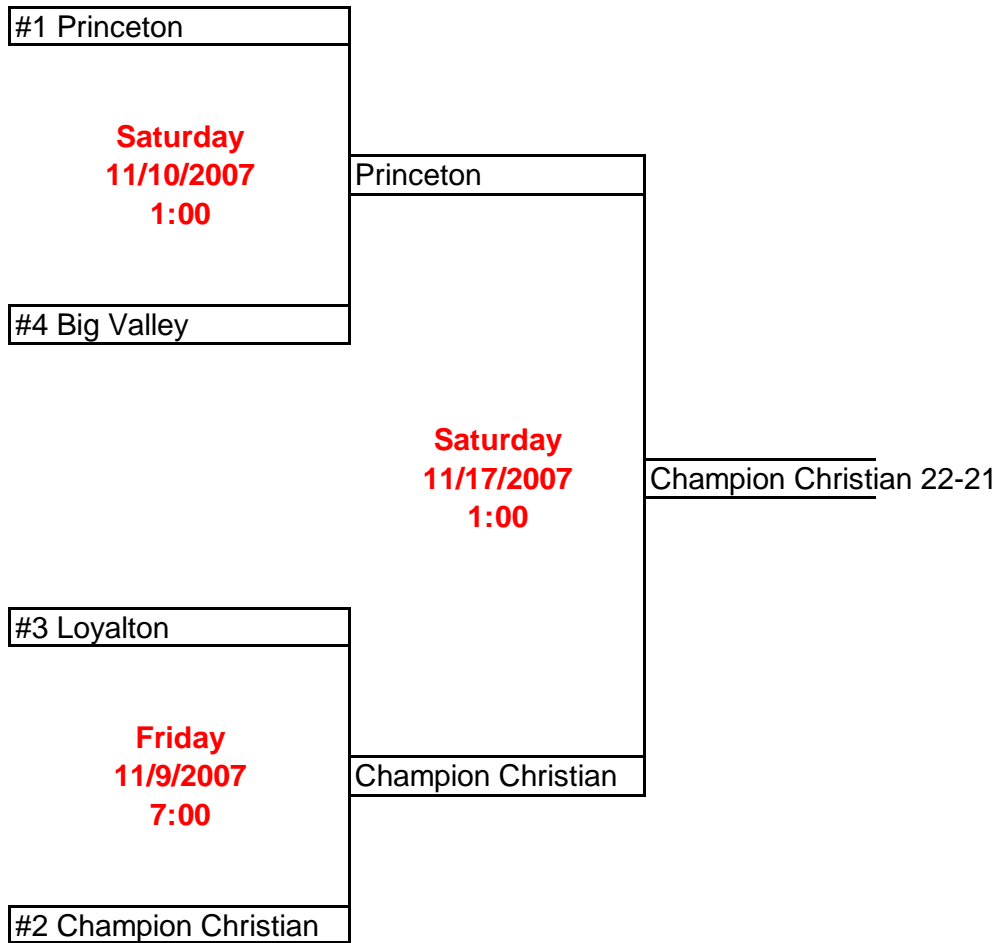 #1 Princeton
Saturday
11/10/2007
1:00
Princeton
#4 Big Valley
Saturday
11/17/2007
1:00
Champion Christian 22-21
#3 Loyalton
Friday
11/9/2007
7:00
Champion Christian
#2 Champion Christian